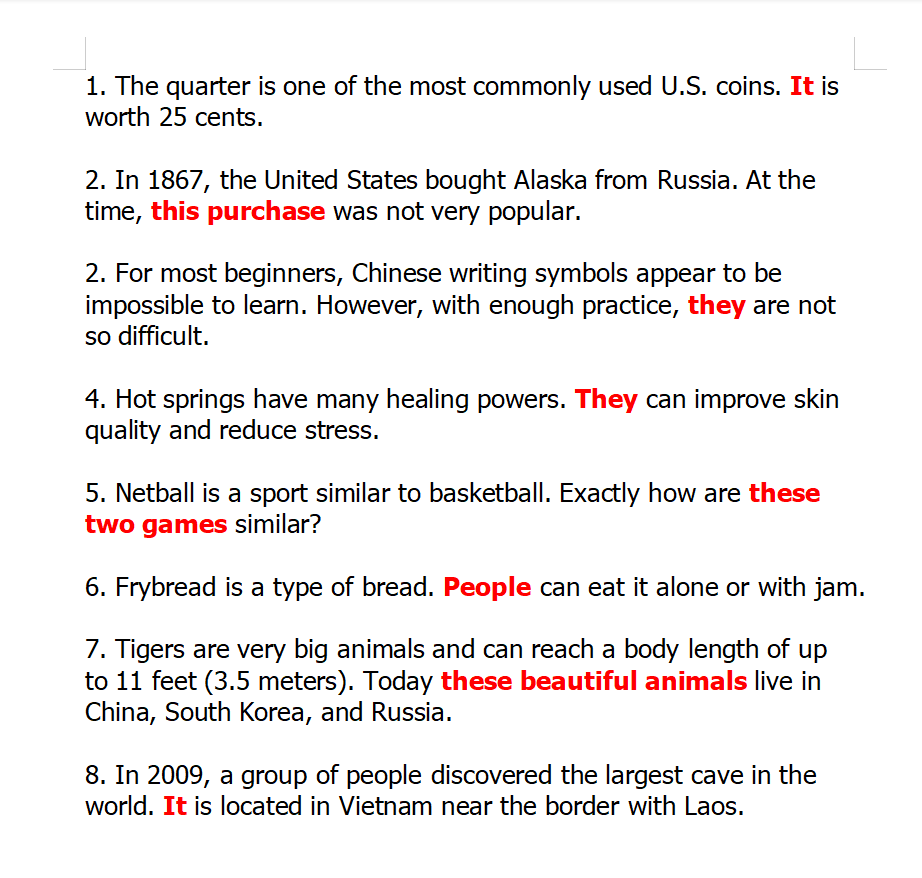 1. The quarter is one of the most commonly used U.S. coins. It is
worth 25 cents.
2. In 1867, the United States bought Alaska from Russia. At the
time, this purchase was not very popular.
2. For most beginners, Chinese writing symbols appear to be
impossible to learn. However, with enough practice, they are not
so difficult.
4. Hot springs have many healing powers. They can improve skin
quality and reduce stress.
5. Netball is a sport similar to basketball. Exactly how are these
two games similar?
6. Frybread is a type of bread. People can eat it alone or with jam.
7. Tigers are very big animals and can reach a body length of up
to 11 feet (3.5 meters). Today these beautiful animals live in
China, South Korea, and Russia.
8. In 2009, a group of people discovered the largest cave in the
world. It is located in Vietnam near the border with Laos.